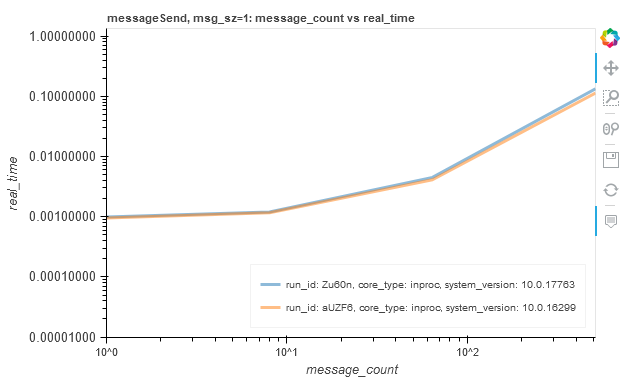 messageSend, msg_sz=1: message_count vs real_time
1.00000000
0.10000000
0.01000000
0.00100000
0.00010000
0.00001000
real_time
run_id: Zu60n, core_type: inproc, system_version: 10.0.17763
run_id: aUZF6, core_type: inproc, system_version: 10.0.16299
10^0
10^1
10^2
message_count